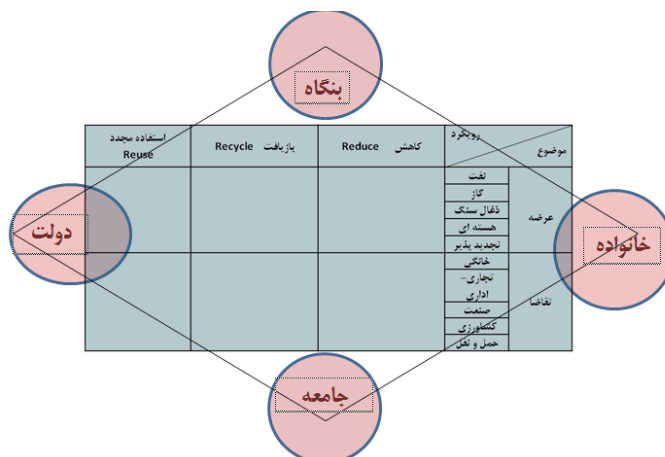 بنگاه
موضوع
رویکرد
کاهش Reduce
بازیافت Recycle
استفاده مجدد
Reuse
عرضه
نفت
گاز
ذغال سنگ
هسته ای
تجدید پذیر
تقاضا
خانگی
تجاری-
اداری
صنعت
کشاورزی
حمل و نقل
خانواده
دولت
جامعه